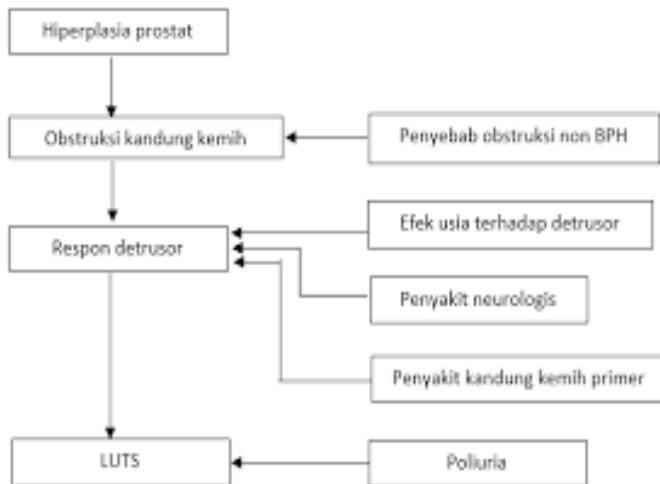 Hiperplasia prostat
Obstruksi kandung kemih
Penyebab obstruksi non BPH
Efek usia terhadap detrusor
Respon detrusor
Penyakit neurologis
Penyakit kandung kemih primer
LUTS
Poliuria